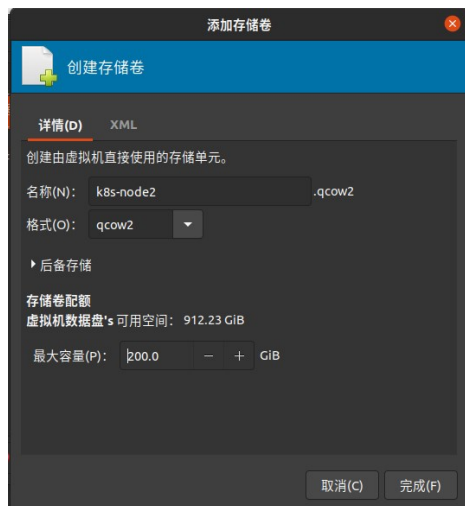 添加存储卷
创建存储卷
详情(D) XML
创建由虚拟机直接使用的存储单元。
名称(N): k8s-node2 .qcow2
格式(O): qcow2
后备存储
存储卷配额
虚拟机数据盘's 可用空间: 912.23 GiB
最大容量(P): 200.0 − + GiB
取消(C) 完成(F)